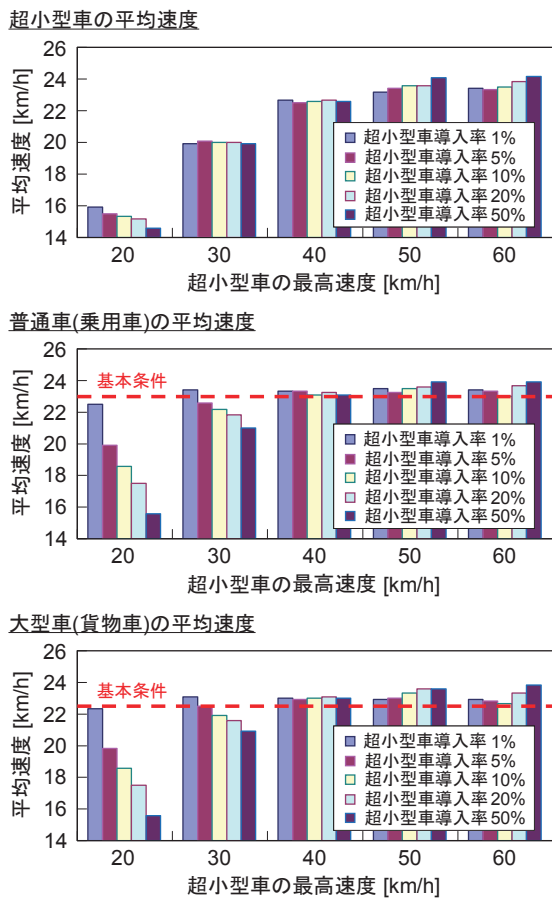 超小型車の平均速度
平均速度 [km/h]
26
24
22
20
18
16
14
超小型車導入率 1%
超小型車導入率 5%
超小型車導入率 10%
超小型車導入率 20%
超小型車導入率 50%
20 30 40 50 60
超小型車の最高速度 [km/h]
普通車(乗用車)の平均速度
平均速度 [km/h]
26
24
22
20
18
16
14
基本条件
超小型車導入率 1%
超小型車導入率 5%
超小型車導入率 10%
超小型車導入率 20%
超小型車導入率 50%
20 30 40 50 60
超小型車の最高速度 [km/h]
大型車(貨物車)の平均速度
平均速度 [km/h]
26
24
22
20
18
16
14
基本条件
超小型車導入率 1%
超小型車導入率 5%
超小型車導入率 10%
超小型車導入率 20%
超小型車導入率 50%
20 30 40 50 60
超小型車の最高速度 [km/h]